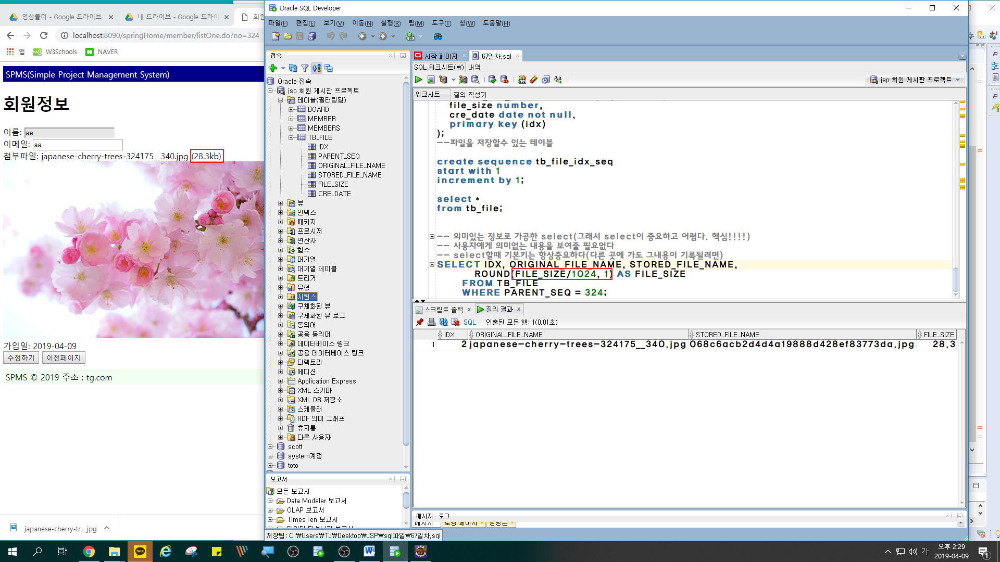 영상폴더 - Google 드라이브
내 드라이브 - Google 드라이
회원
localhost:8090/springHome/member/listOne.do?no=324
앱
W3Schools
NAVER
SPMS(Simple Project Management System)
회원정보
이름: aa
이메일: aa
첨부파일: japanese-cherry-trees-324175__340.jpg (28.3kb)
가입일: 2019-04-09
수정하기 이전페이지
SPMS © 2019 주소 : tg.com
japanese-cherry-tr....jpg
Oracle SQL Developer
파일(F) 편집(E) 보기(V) 이동(N) 실행(R) 팀(M) 도구(T) 창(W) 도움말(H)
접속
Oracle 접속
jsp 회원 게시판 프로젝트
테이블(필터링됨)
BOARD
MEMBER
MEMBERS
TB_FILE
IDX
PARENT_SEQ
ORIGINAL_FILE_NAME
STORED_FILE_NAME
FILE_SIZE
CRE_DATE
뷰
인덱스
패키지
프로시저
연산자
함수
대기열
대기열 테이블
트리거
유형
시퀀스
구체화된 뷰
구체화된 뷰 로그
동의어
공용 동의어
데이터베이스 링크
공용 데이터베이스 링크
디렉토리
에디션
Application Express
XML 스키마
XML DB 저장소
스케줄러
RDF 의미 그래프
휴지통
다른 사용자
scott
system계정
toto
보고서
모든 보고서
Data Modeler 보고서
OLAP 보고서
TimesTen 보고서
시작 페이지
67일차.sql
SQL 워크시트(W) 내역
jsp 회원 게시판 프로젝트
워크시트 질의 작성기
file_size number,
cre_date date not null,
primary key (idx)
);
--파일을 저장할수 있는 테이블
create sequence tb_file_idx_seq
start with 1
increment by 1;
select *
from tb_file;
-- 의미있는 정보로 가공한 select(그래서 select이 중요하고 어렵다. 핵심!!!!)
-- 사용자에게 의미없는 내용을 보여줄 필요없다
-- select할때 기본키는 항상중요하다(다른 곳에 가도 그내용이 기록될려면)
SELECT IDX, ORIGINAL_FILE_NAME, STORED_FILE_NAME,
ROUND(FILE_SIZE/1024, 1) AS FILE_SIZE
FROM TB_FILE
WHERE PARENT_SEQ = 324;
스크립트 출력
질의 결과
SQL 인출된 모든 행: 1(0,01초)
IDX ORIGINAL_FILE_NAME STORED_FILE_NAME FILE_SIZE
1 2 japanese-cherry-trees-324175__340.jpg 068c6acb2d4d4a19888d428ef83773da.jpg 28.3
메시지 - 로그
메시지 로깅 페이지
저장됨: C:₩Users₩TJ₩Desktop₩JSP₩sql파일₩67일차.sql
TALK
가
오후 2:29
2019-04-09
1